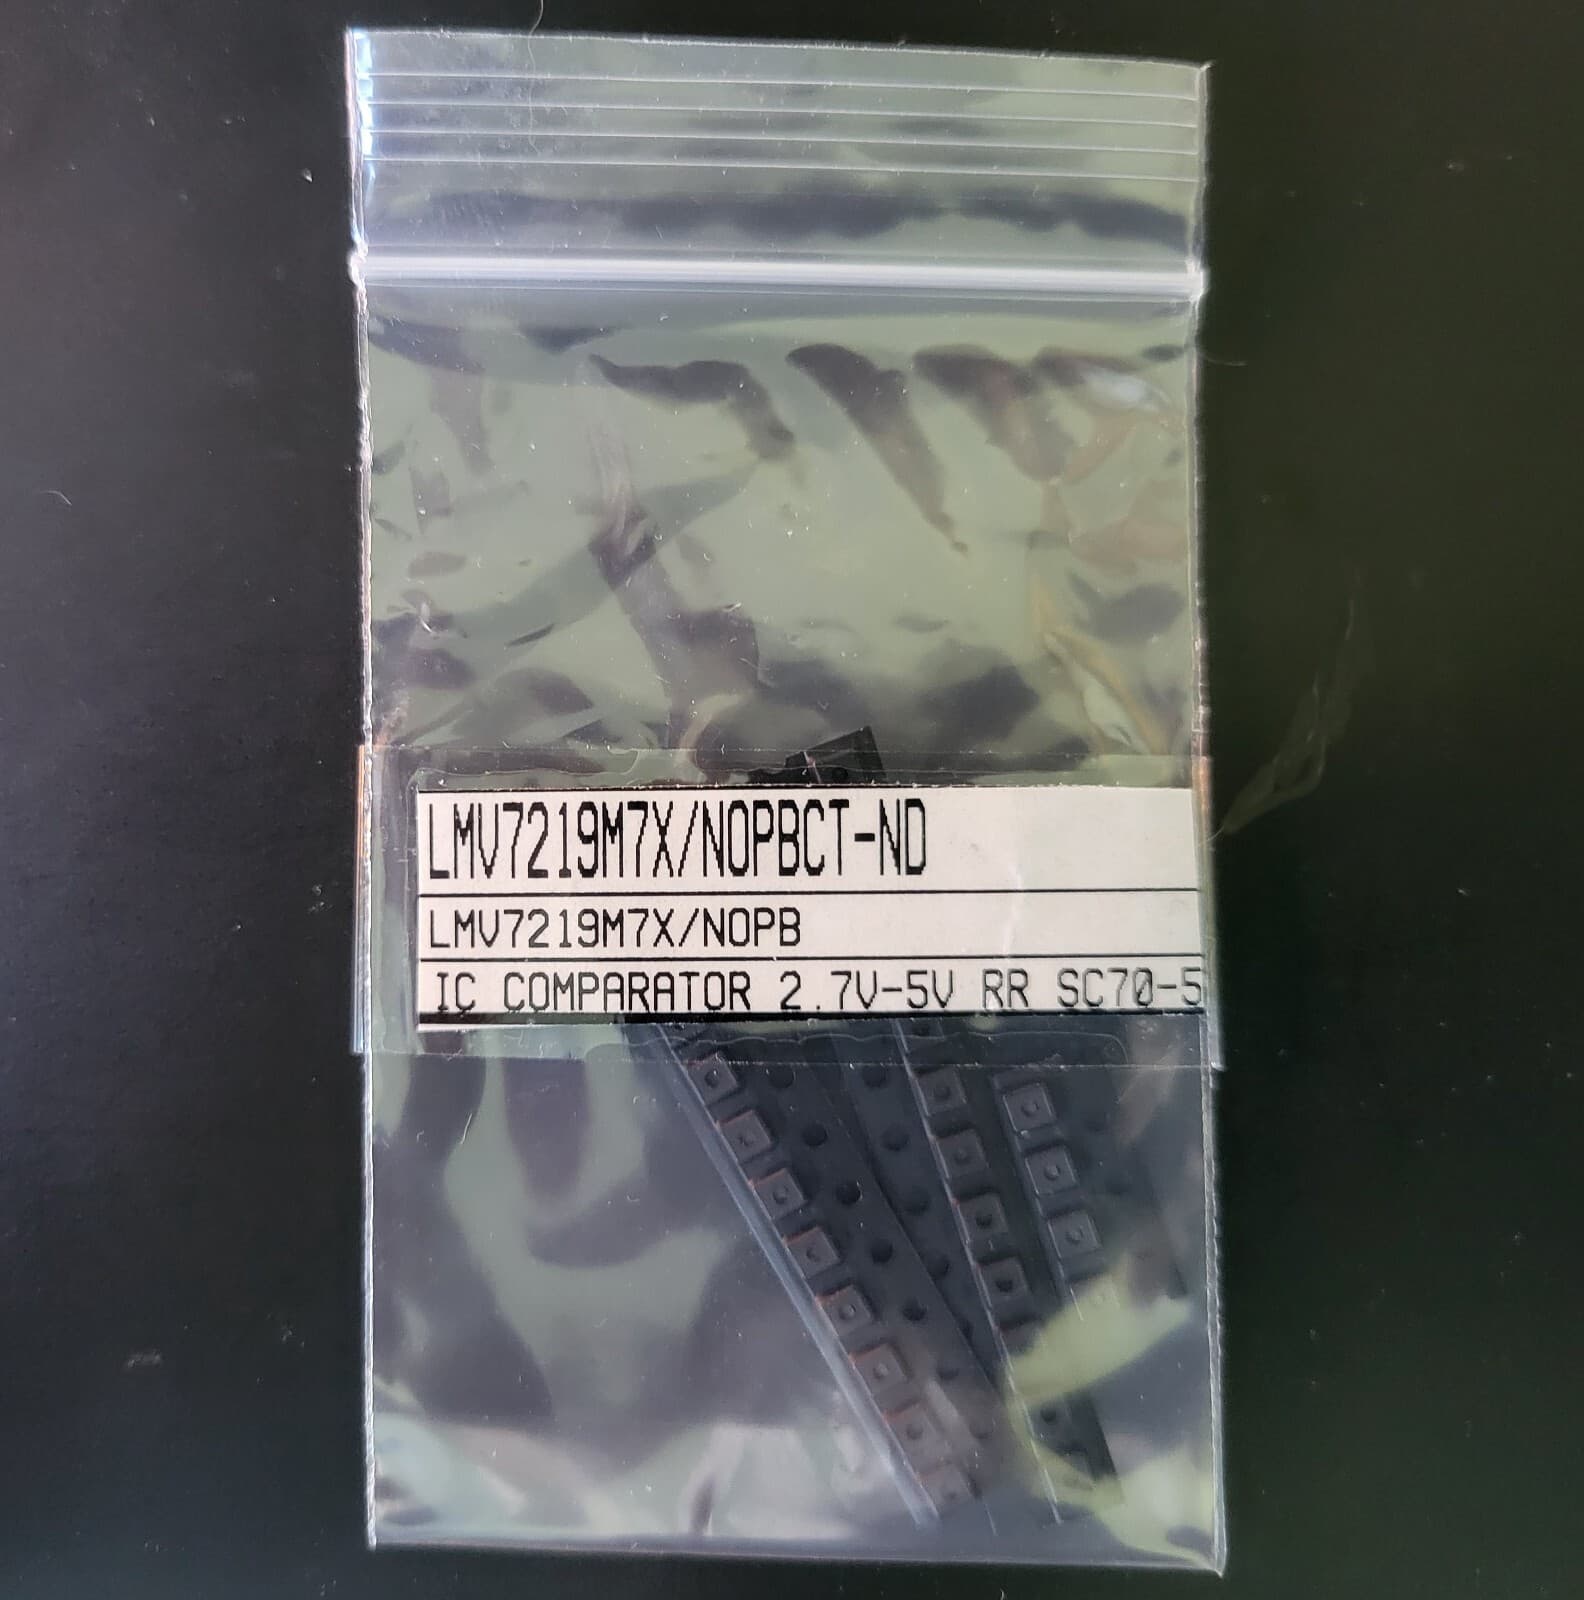 LMV7219M7X/NOPBCT-ND
LMV7219M7X/NOPB
IC COMPARATOR 2.7V-5V RR SC70-5